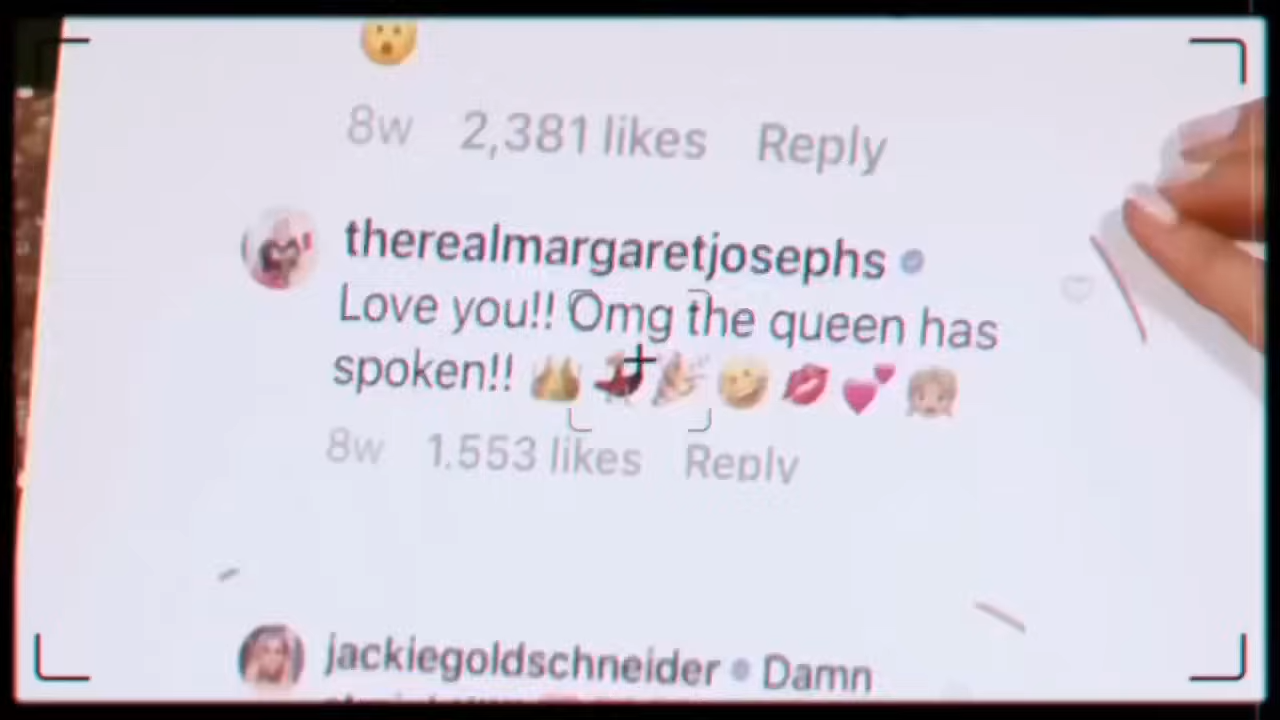 8w 2,381 likes Reply
therealmargaretjosephs
Love you!! Omg the queen has
spoken!!
8w 1.553 likes Reply
jackiegoldschneider Damn